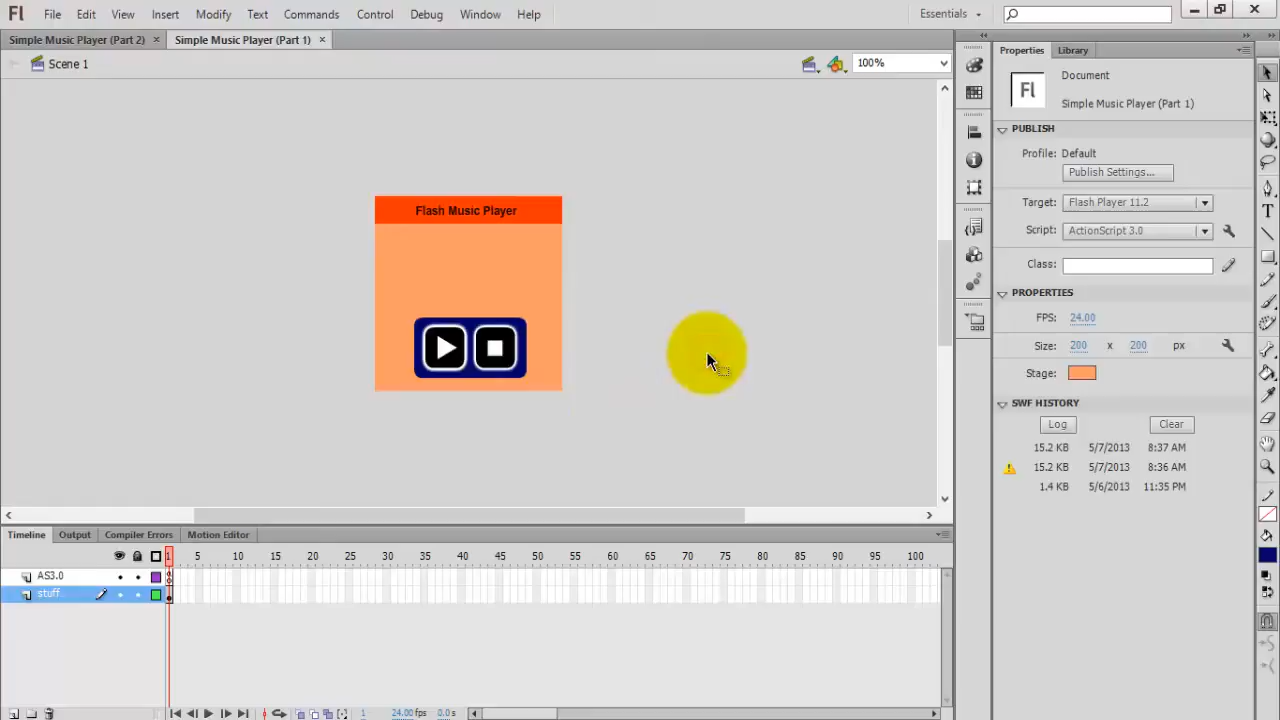 Fl File Edit View Insert Modify Text Commands Control Debug Window Help Essentials
Simple Music Player (Part 2) × Simple Music Player (Part 1) ×
Scene 1 100%
Flash Music Player
Properties Library
Fl Document
Simple Music Player (Part 1)
PUBLISH
Profile: Default
Publish Settings...
Target: Flash Player 11.2
Script: ActionScript 3.0
Class:
PROPERTIES
FPS: 24.00
Size: 200 x 200 px
Stage:
SWF HISTORY
Log Clear
15.2 KB 5/7/2013 8:37 AM
15.2 KB 5/7/2013 8:36 AM
1.4 KB 5/6/2013 11:35 PM
Timeline Output Compiler Errors Motion Editor
1 5 10 15 20 25 30 35 40 45 50 55 60 65 70 75 80 85 90 95 100
AS3.0
stuff
1 24.00 fps 0.0 s